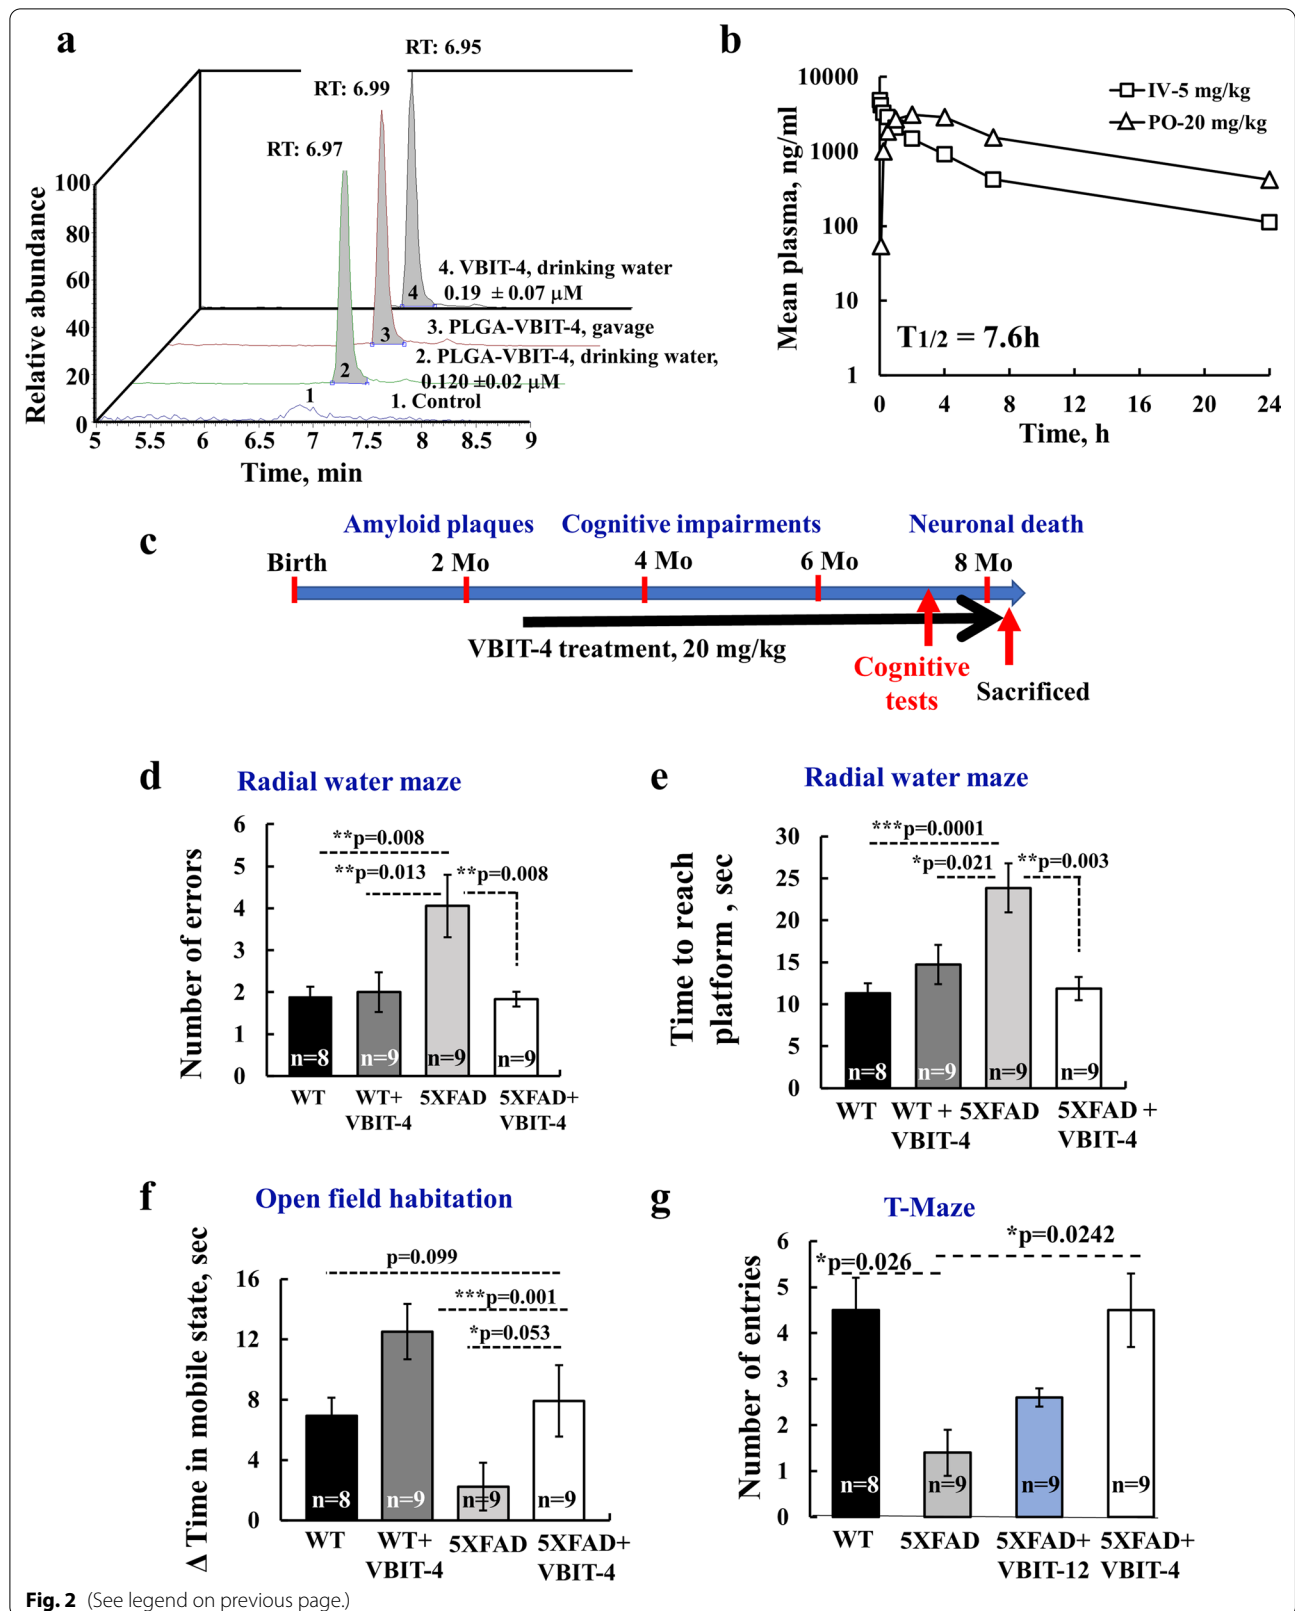 a
RT: 6.95
RT: 6.99
RT: 6.97
Relative abundance
100
80
60
40
20
0
4. VBIT-4, drinking water
0.19 ± 0.07 µM
3. PLGA-VBIT-4, gavage
2. PLGA-VBIT-4, drinking water,
0.120 ±0.02 µM
1. Control
4
3
2
1
5 5.5 6 6.5 7 7.5 8 8.5 9
Time, min
b
Mean plasma, ng/ml
10000
1000
100
10
1
IV-5 mg/kg
PO-20 mg/kg
T1/2 = 7.6h
0 4 8 12 16 20 24
Time, h
c
Amyloid plaques Cognitive impairments Neuronal death
Birth 2 Mo 4 Mo 6 Mo 8 Mo
VBIT-4 treatment, 20 mg/kg
Cognitive
tests
Sacrificed
d
Radial water maze
Number of errors
6
5
4
3
2
1
0
**p=0.008
**p=0.013
**p=0.008
n=8 n=9 n=9 n=9
WT WT+ 5XFAD 5XFAD+
VBIT-4 VBIT-4
e
Radial water maze
Time to reach
platform , sec
30
25
20
15
10
5
0
***p=0.0001
*p=0.021
**p=0.003
n=8 n=9 n=9 n=9
WT WT + 5XFAD 5XFAD +
VBIT-4 VBIT-4
f
Open field habitation
Δ Time in mobile state, sec
16
12
8
4
0
p=0.099
***p=0.001
*p=0.053
n=8 n=9 n=9 n=9
WT WT+ 5XFAD 5XFAD+
VBIT-4 VBIT-4
g
T-Maze
Number of entries
6
5
4
3
2
1
0
*p=0.026
*p=0.0242
n=8 n=9 n=9 n=9
WT 5XFAD 5XFAD+ 5XFAD+
VBIT-12 VBIT-4
Fig. 2 (See legend on previous page.)